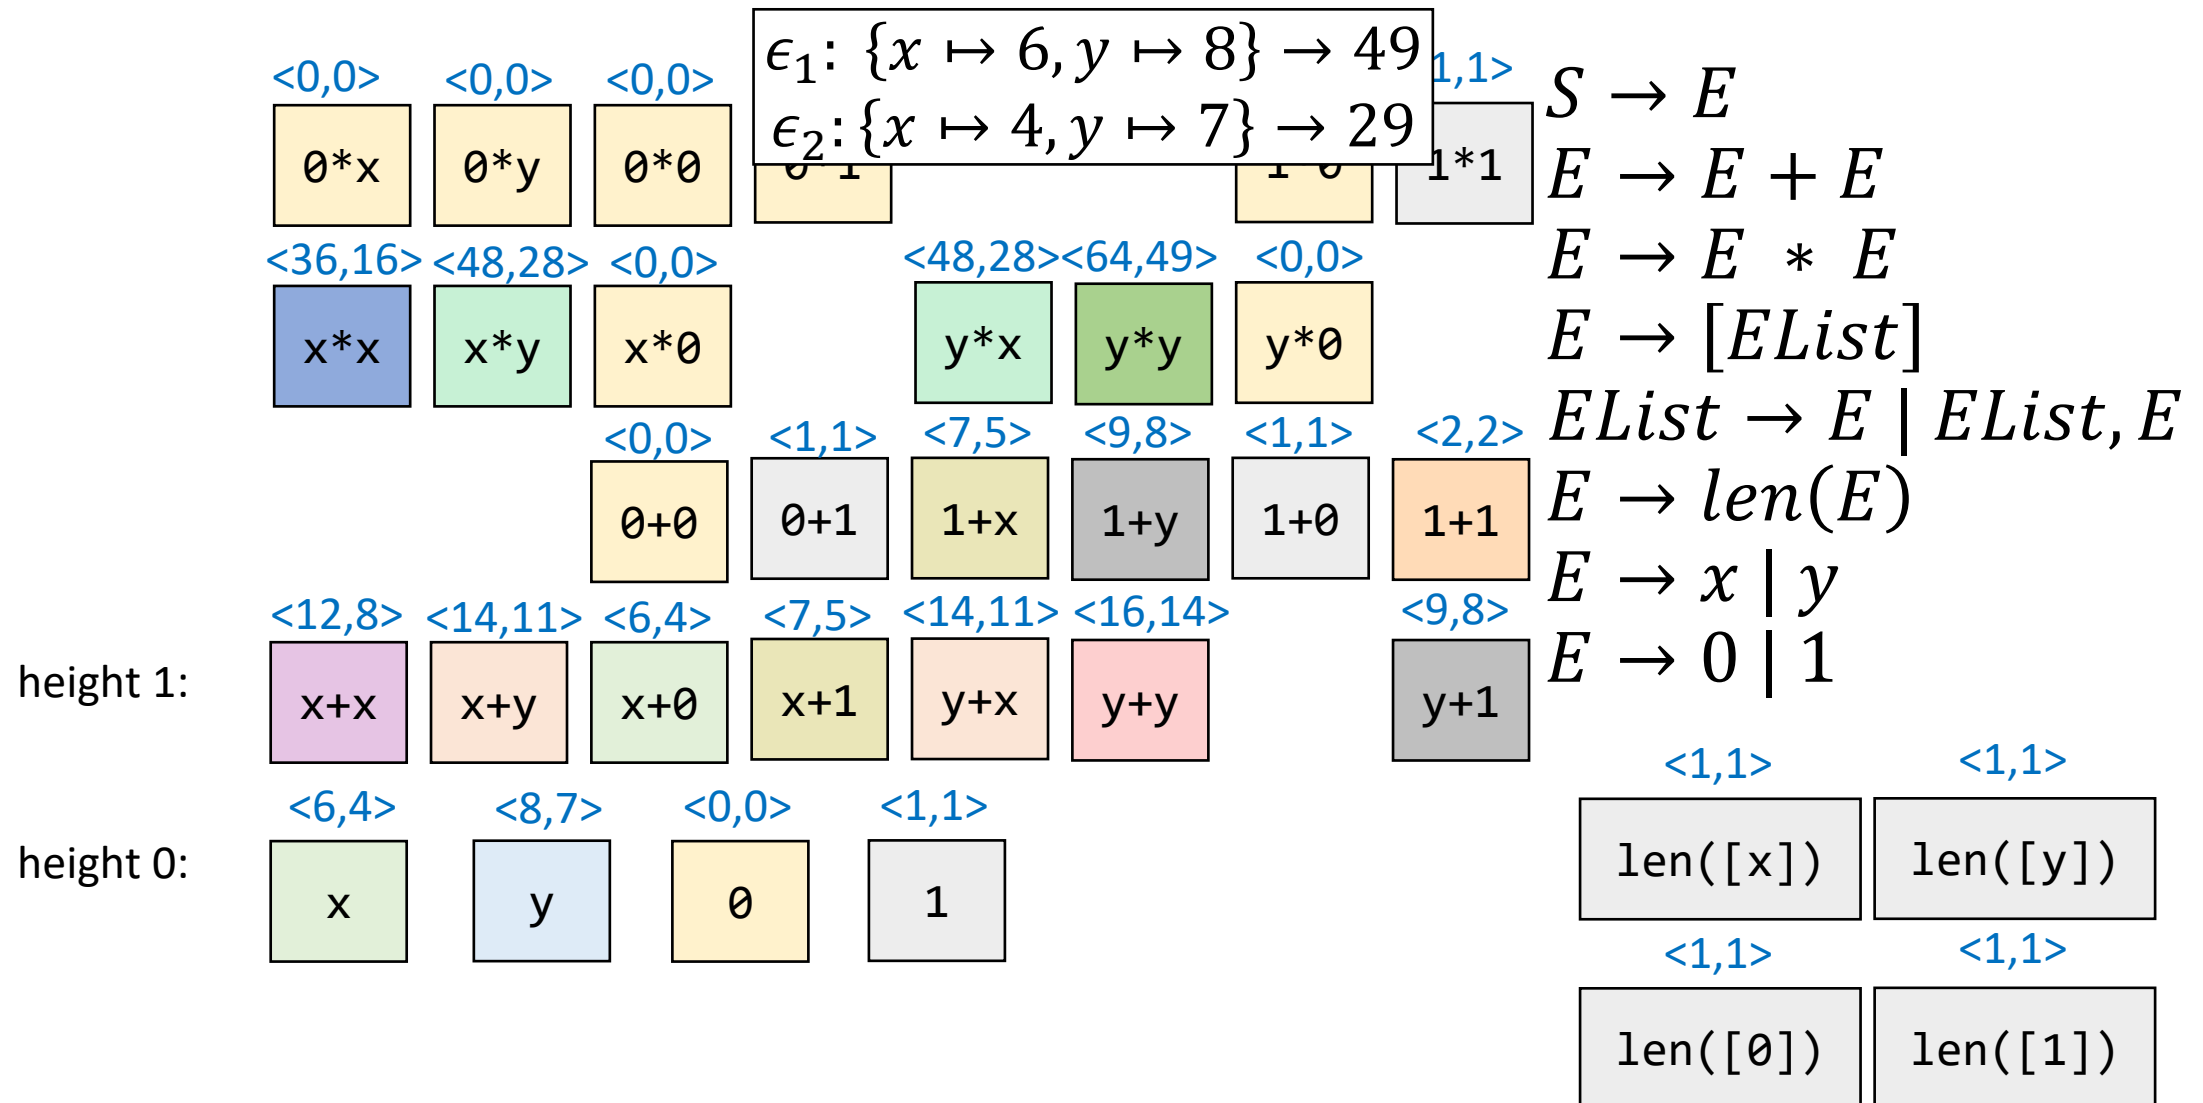 ϵ₁: {x ↦ 6, y ↦ 8} → 49
ϵ₂: {x ↦ 4, y ↦ 7} → 29
<0,0> <0,0> <0,0> 1,1>
0*x 0*y 0*0 1*1
<36,16> <48,28> <0,0> <48,28> <64,49> <0,0>
x*x x*y x*0 y*x y*y y*0
<0,0> <1,1> <7,5> <9,8> <1,1> <2,2>
0+0 0+1 1+x 1+y 1+0 1+1
<12,8> <14,11> <6,4> <7,5> <14,11> <16,14> <9,8>
height 1: x+x x+y x+0 x+1 y+x y+y y+1
<6,4> <8,7> <0,0> <1,1>
height 0: x y 0 1
S → E
E → E + E
E → E * E
E → [EList]
EList → E | EList, E
E → len(E)
E → x | y
E → 0 | 1
<1,1> <1,1>
len([x]) len([y])
<1,1> <1,1>
len([0]) len([1])